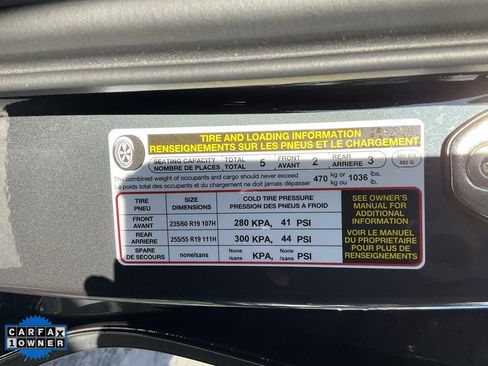 TIRE AND LOADING INFORMATION
RENSEIGNEMENTS SUR LES PNEUS ET LE CHARGEMENT
SEATING CAPACITY TOTAL 5 FRONT 2 REAR 3
NOMBRE DE PLACES TOTAL AVANT ARRIERE 882 Q
The combined weight of occupants and cargo should never exceed 470 kg or 1036 lbs.
Le poids total des occupants et du chargement ne doit jamais dépasser kg ou lb.
TIRE SIZE COLD TIRE PRESSURE
PNEU DIMENSIONS PRESSION DES PNEUS A FROID
FRONT AVANT 235/60 R19 107H 280 KPA, 41 PSI
REAR ARRIERE 255/55 R19 111H 300 KPA, 44 PSI
SPARE DE SECOURS none/sans None /sans KPA, None /sans PSI
SEE OWNER'S
MANUAL FOR
ADDITIONAL
INFORMATION
VOIR LE MANUEL
DU PROPRIETAIRE
POUR PLUS DE
RENSEIGNEMENTS
CARFAX
1 OWNER